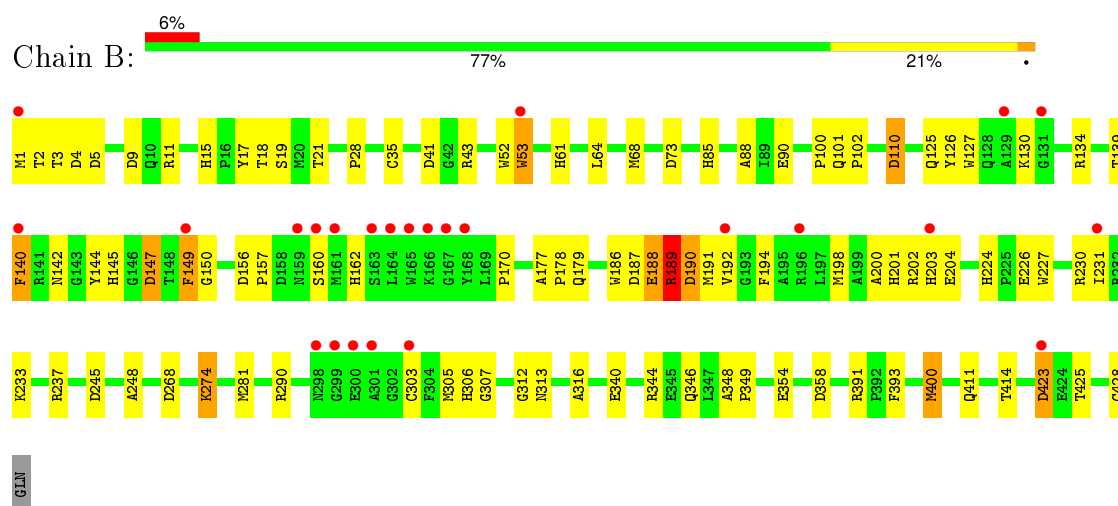 6%
Chain B:
77% 21% •
M1 T2 T3 D4 D5 D9 Q10 R11 H15 P16 Y17 T18 S19 M20 T21 P28 C35 D41 G42 R43 W52 W53 H61 L64 M68 D73 H85 A88 I89 E90 P100 Q101 P102 D110 Q125 Y126 W127 Q128 A129 K130 G131 R134 T139
F140 R141 N142 G143 Y144 H145 G146 D147 T148 F149 G150 D156 P157 D158 N159 S160 M161 H162 S163 L164 W165 K166 G167 Y168 L169 P170 A177 P178 Q179 W186 D187 E188 R189 D190 M191 V192 G193 F194 A195 R196 L197 M198 A199 A200 H201 R202 H203 E204 H224 P225 E226 W227 R230 I231 R232
K233 R237 D245 A248 D268 K274 M281 R290 N298 G299 E300 A301 G302 C303 F304 M305 H306 G307 G312 N313 A316 E340 R344 E345 Q346 L347 A348 P349 E354 D358 R391 P392 F393 M400 Q411 T414 D423 E424 T425
GLN